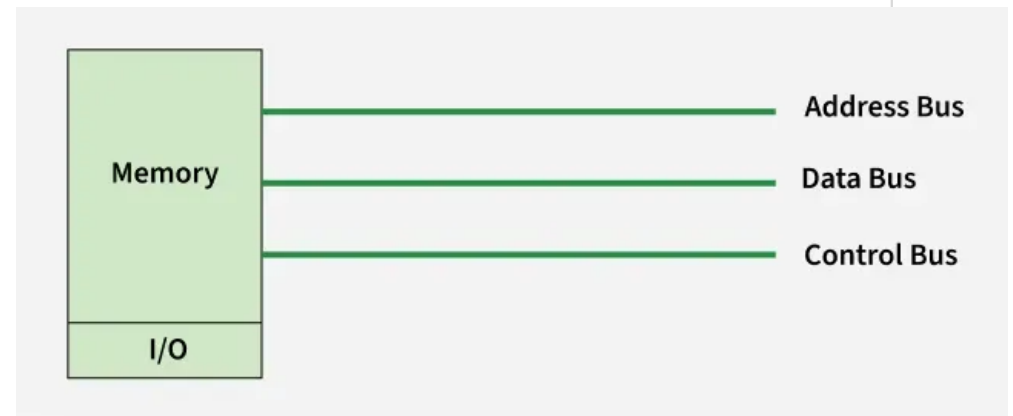 Address Bus
Memory
Data Bus
Control Bus
I/O